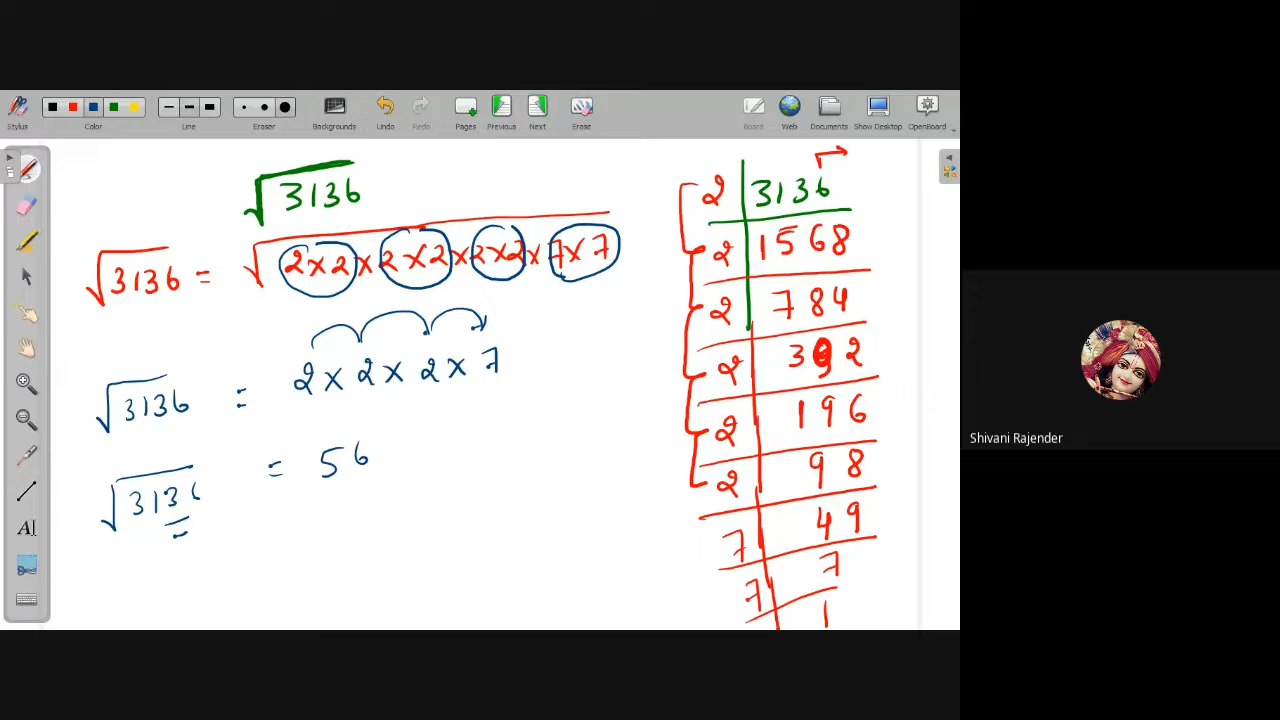 Stylus Color Line Eraser Backgrounds Undo Redo Pages Previous Next Erase Board Web Documents Show Desktop OpenBoard
√3136
√3136 = √2×2×2×2×2×2×7×7
√3136 = 2×2×2×7
√3136 = 56
2 3136
2 1568
2 784
2 392
2 196
2 98
7 49
7 7
1
Shivani Rajender